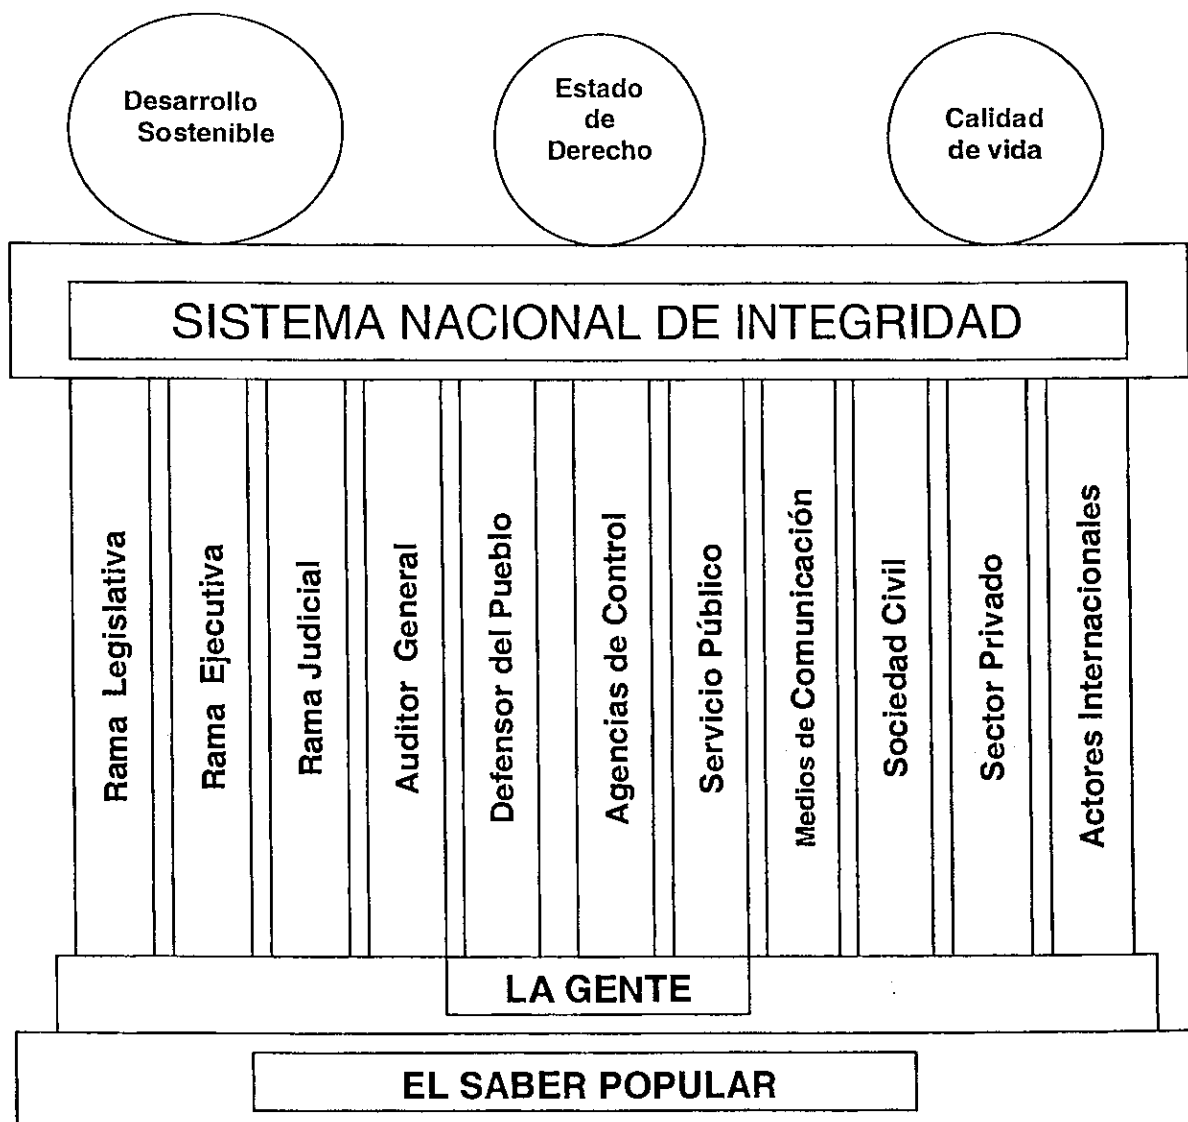 Desarrollo
Sostenible
Estado
de
Derecho
Calidad
de vida
SISTEMA NACIONAL DE INTEGRIDAD
Rama Legislativa
Rama Ejecutiva
Rama Judicial
Auditor General
Defensor del Pueblo
Agencias de Control
Servicio Público
Medios de Comunicación
Sociedad Civil
Sector Privado
Actores Internacionales
LA GENTE
EL SABER POPULAR